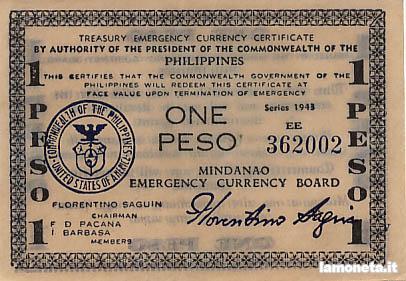 TREASURY EMERGENCY CURRENCY CERTIFICATE
BY AUTHORITY OF THE PRESIDENT OF THE COMMONWEALTH OF THE
PHILIPPINES
THIS CERTIFIES THAT THE COMMONWEALTH GOVERNMENT OF THE
PHILIPPINES WILL REDEEM THIS CERTIFICATE AT
FACE VALUE UPON TERMINATION OF EMERGENCY
1 PESO 1
COMMONWEALTH OF THE PHILIPPINES
UNITED STATES OF AMERICA
ONE
PESO
Series 1943
EE
362002
MINDANAO
EMERGENCY CURRENCY BOARD
FLORENTINO SAGUIN
CHAIRMAN
F D PACANA
I BARBASA
MEMBERS
Florentino Saguin
1 PESO 1
lamoneta.it